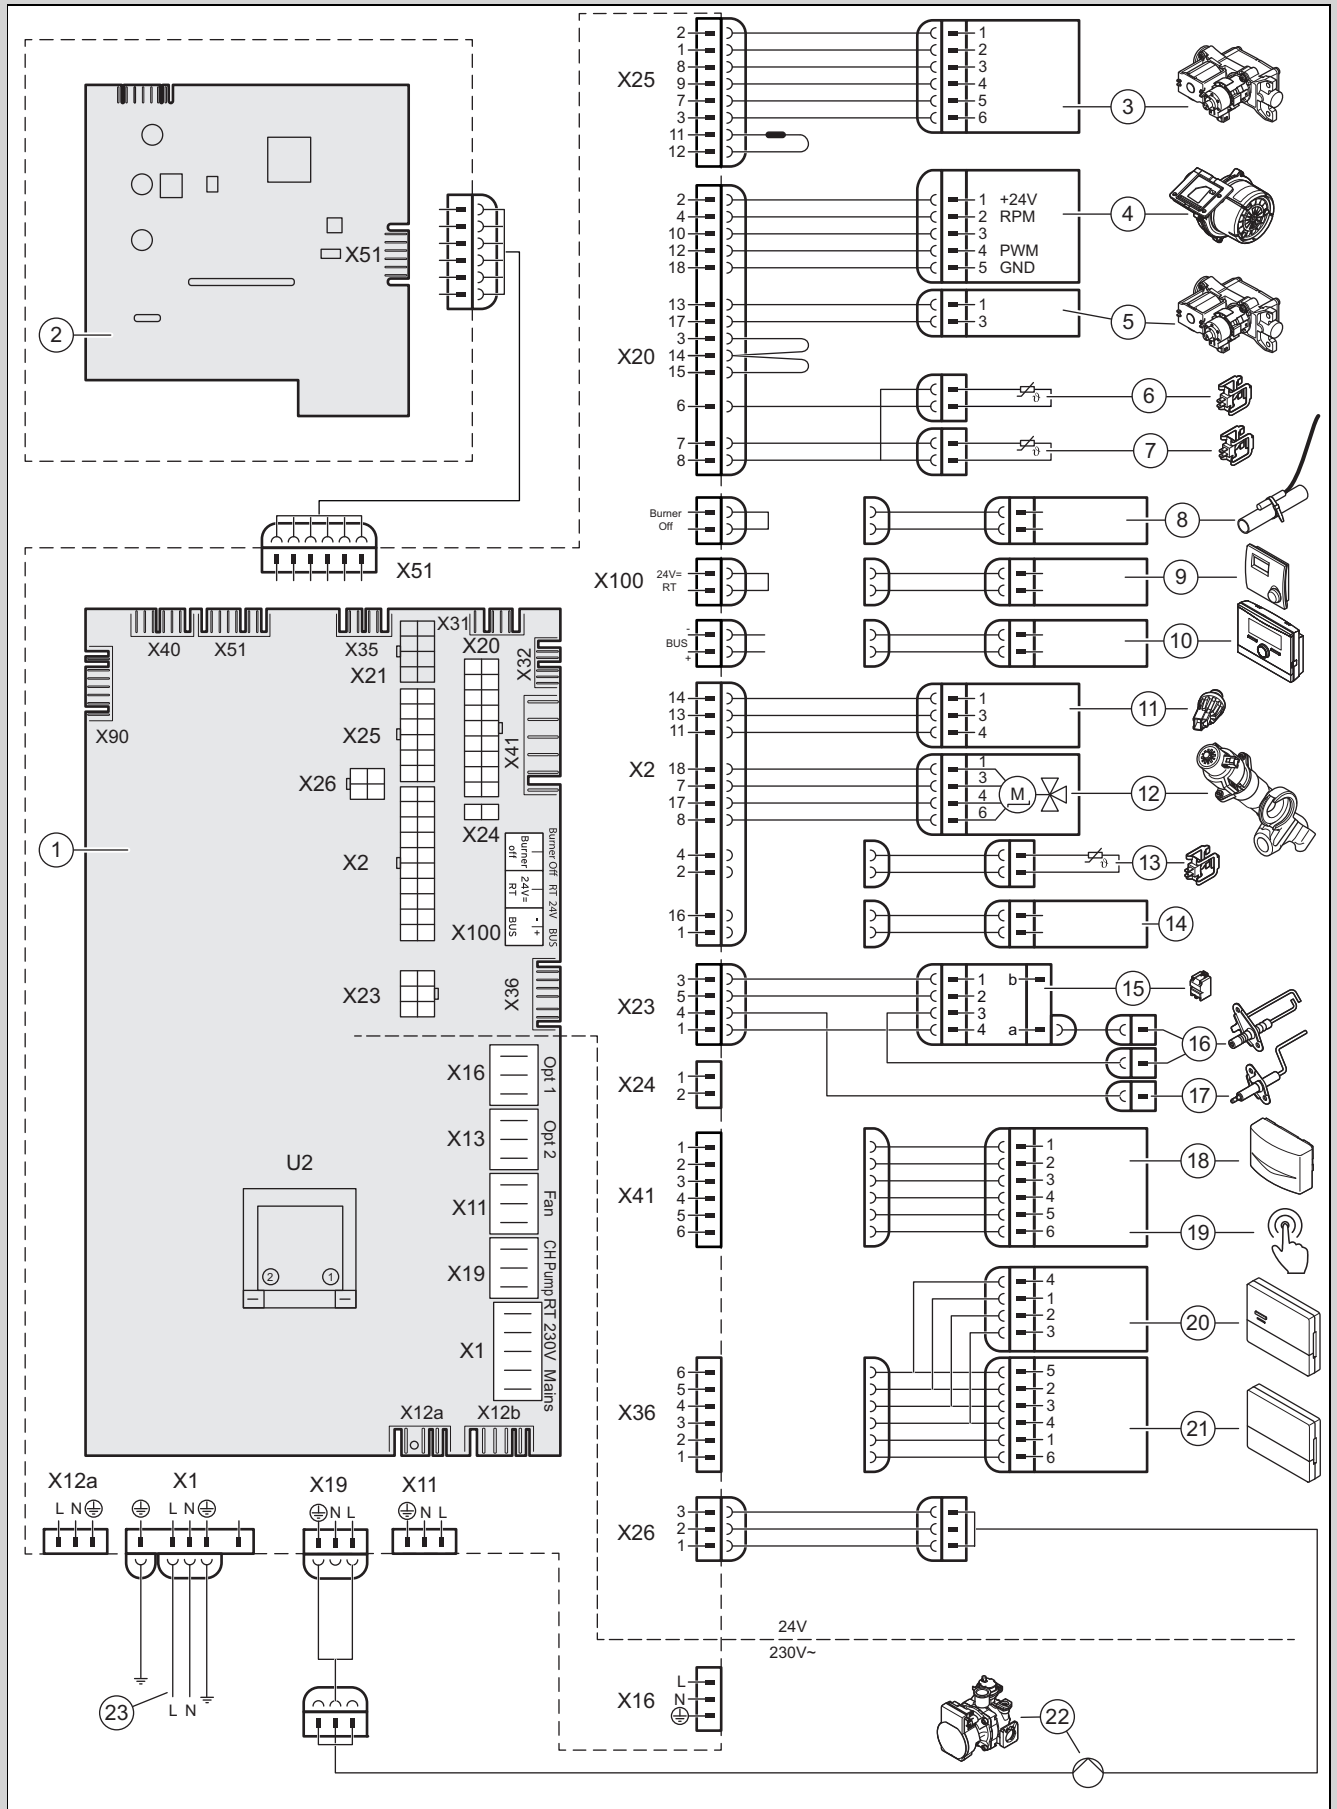 X25
2
1
8
9
7
3
11
12
1
2
3
4
5
6
3
X20
2
4
10
12
18
13
17
3
14
15
6
7
8
1 +24V
2 RPM
3
4 PWM
5 GND
4
1
3
5
ϑ
6
ϑ
7
2
X51
X51
Burner
Off
8
X100
24V=
RT
9
-
BUS
+
10
X2
14
13
11
18
7
17
8
4
2
16
1
1
3
4
11
1
3
4
6
M
12
ϑ
13
14
X23
3
5
4
1
1
2
3
4
b
a
15
16
X24
1
2
17
X41
1
2
3
4
5
6
1
2
3
4
5
6
18
19
4
1
2
3
20
X36
6
5
4
3
2
1
5
2
3
4
1
6
21
X26
3
2
1
24V
230V~
X16
L
N
22
1
X40
X51
X35
X31
X21
X20
X32
X90
X25
X41
X26
X24
X2
Burner
off
24V=
RT
BUS
-
+
Burner Off RT 24V BUS
X100
X23
X36
X16
Opt 1
X13
Opt 2
X11
Fan
X19
CH Pump
X1
RT 230V Mains
U2
2
1
X12a
X12b
X12a
L N
X1
L N
X19
N L
X11
N L
23
L N